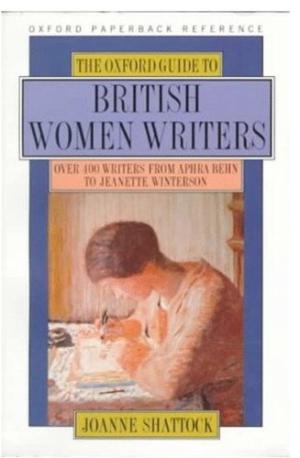 OXFORD PAPERBACK REFERENCE
THE OXFORD GUIDE TO
BRITISH
WOMEN WRITERS
OVER 400 WRITERS FROM APHRA BEHN
TO JEANETTE WINTERSON
JOANNE SHATTOCK